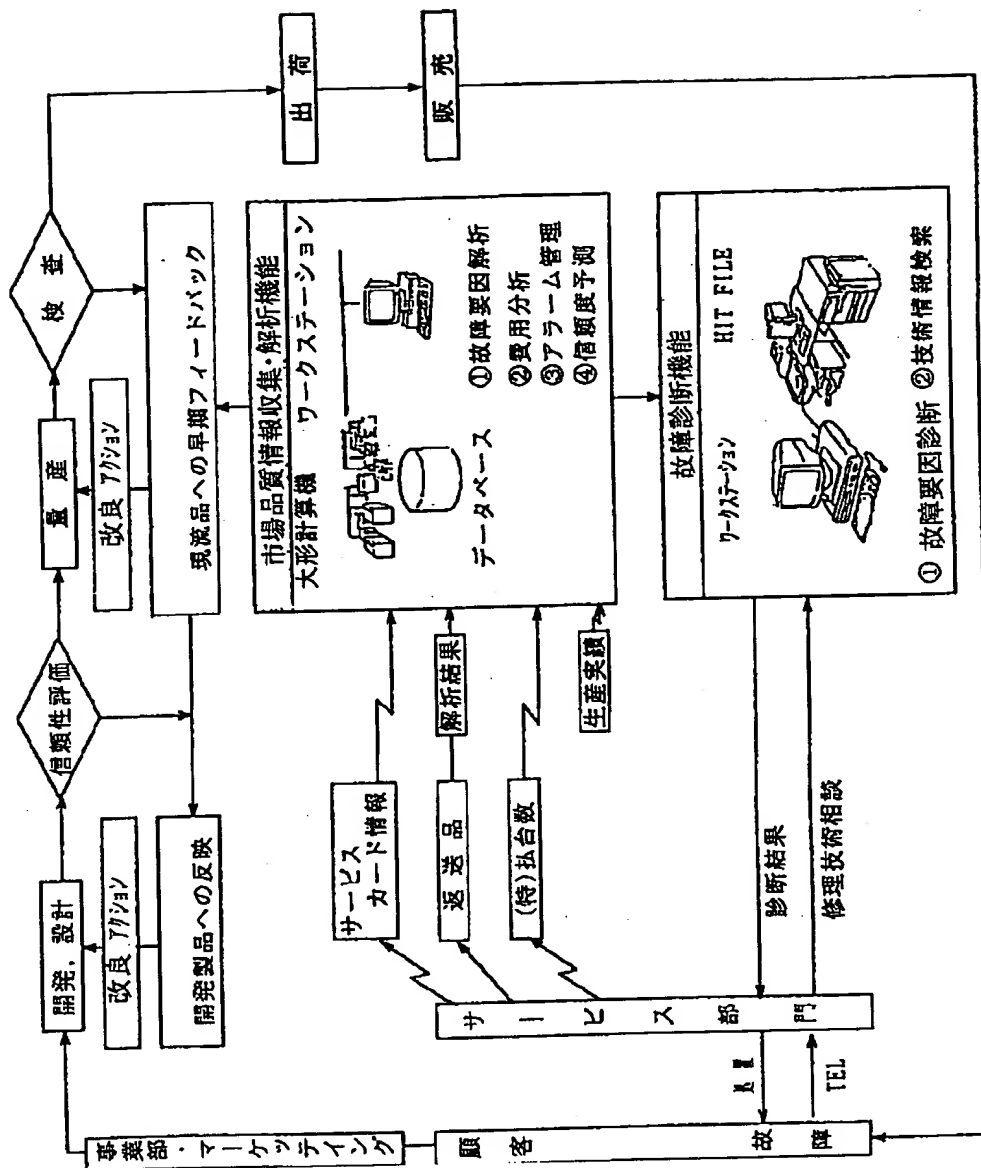 事業部・マーケッティング
開発, 設計
信頼性評価
量産
検査
出荷
販売
改良 アクション
改良 アクション
開発製品への反映
現流品への早期フィードバック
市場品質情報収集・解析機能
大形計算機 ワークステーション
データベース
①故障要因解析
②費用分析
③アラーム管理
④信頼度予測
サービス
カード情報
返送品
解析結果
(特)払台数
生産実績
故障診断機能
ワークステーション
HIT FILE
① 故障要因診断 ②技術情報検索
診断結果
修理技術相談
サービス部門
処置
TEL
顧客 故障